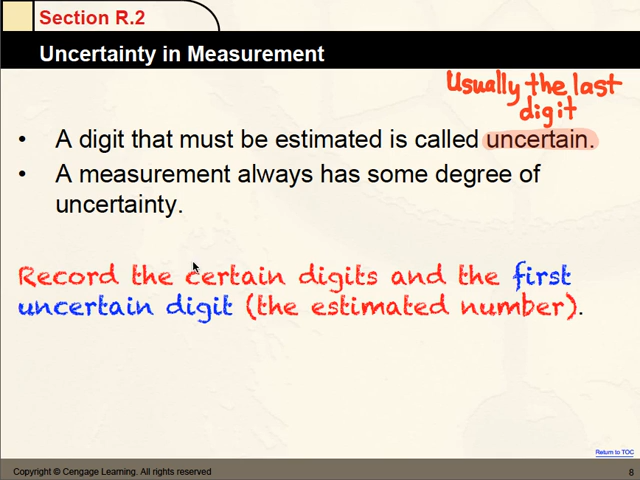 Section R.2
Uncertainty in Measurement
Usually the last
digit
• A digit that must be estimated is called uncertain.
• A measurement always has some degree of
uncertainty.
Record the certain digits and the first
uncertain digit (the estimated number).
Return to TOC
Copyright © Cengage Learning. All rights reserved
8